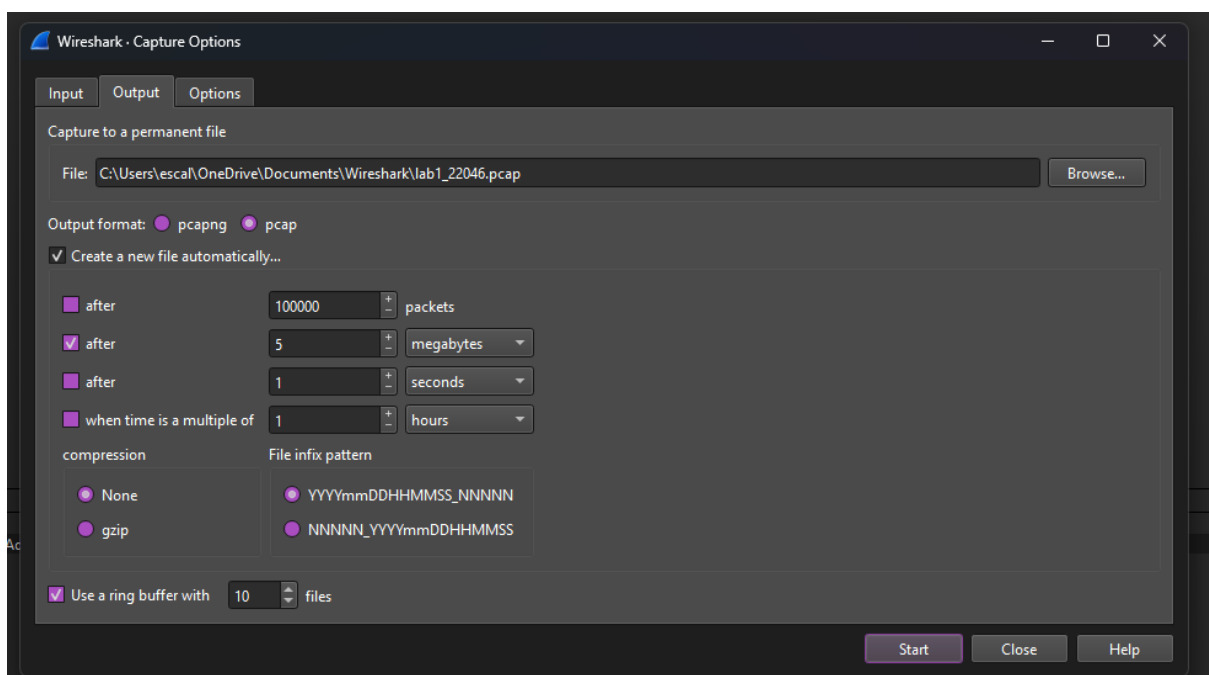 Wireshark · Capture Options
Input Output Options
Capture to a permanent file
File: C:\Users\escal\OneDrive\Documents\Wireshark\lab1_22046.pcap Browse...
Output format: pcapng pcap
Create a new file automatically...
after 100000 packets
after 5 megabytes
after 1 seconds
when time is a multiple of 1 hours
compression File infix pattern
None YYYYmmDDHHMMSS_NNNNN
gzip NNNNN_YYYYmmDDHHMMSS
Ac
Use a ring buffer with 10 files
Start Close Help